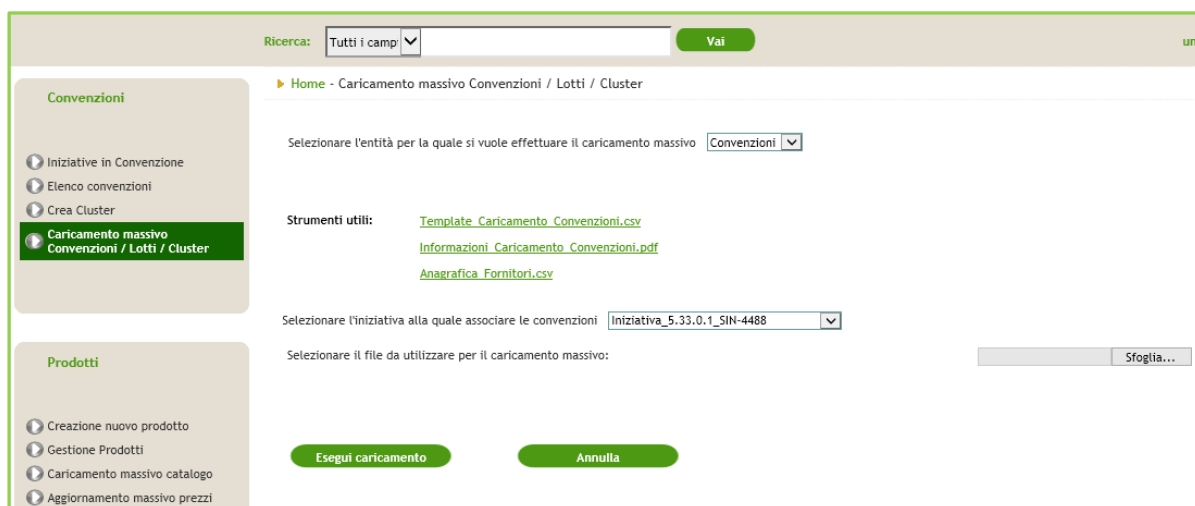 Ricerca: Tutti i camp Vai
Convenzioni
Iniziative in Convenzione
Elenco convenzioni
Crea Cluster
Caricamento massivo
Convenzioni / Lotti / Cluster
Prodotti
Creazione nuovo prodotto
Gestione Prodotti
Caricamento massivo catalogo
Aggiornamento massivo prezzi
Home - Caricamento massivo Convenzioni / Lotti / Cluster
Selezionare l'entità per la quale si vuole effettuare il caricamento massivo Convenzioni
Strumenti utili: Template_Caricamento_Convenzioni.csv
Informazioni_Caricamento_Convenzioni.pdf
Anagrafica_Fornitori.csv
Selezionare l'iniziativa alla quale associare le convenzioni Iniziativa_5.33.0.1_SIN-4488
Selezionare il file da utilizzare per il caricamento massivo: Sfoglia...
Esegui caricamento Annulla